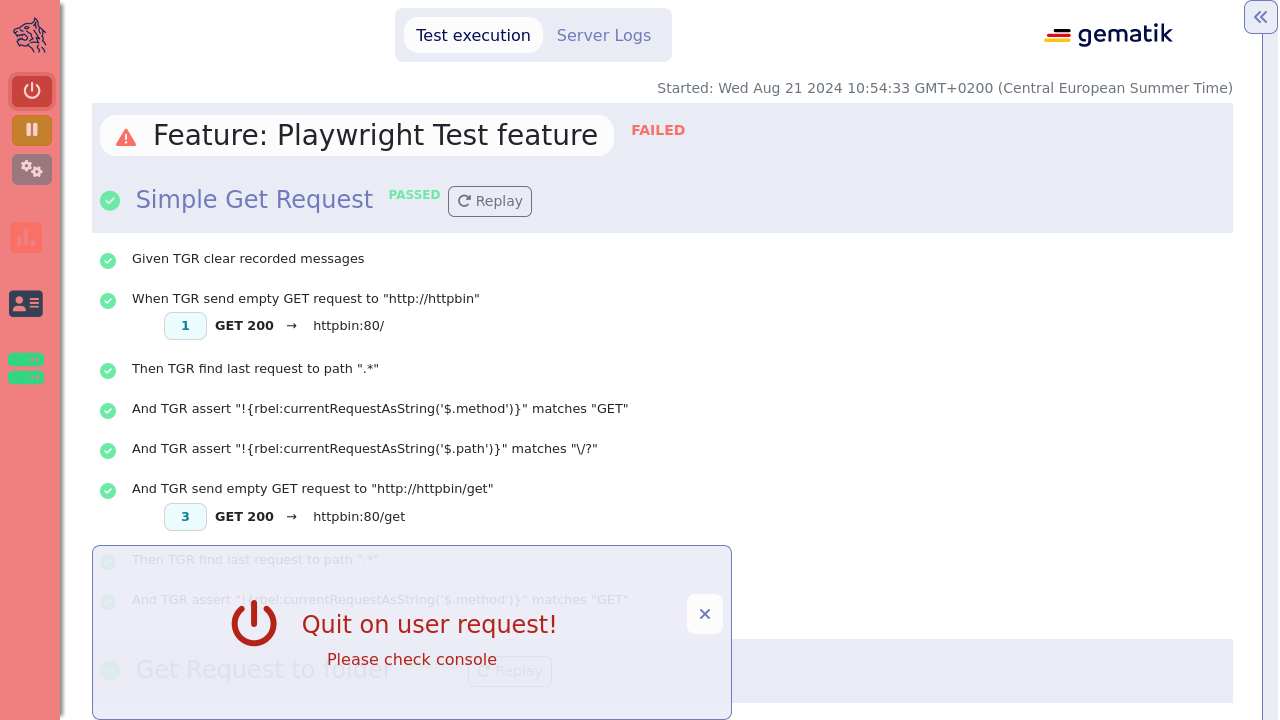 Test execution
Server Logs
gematik
Started: Wed Aug 21 2024 10:54:33 GMT+0200 (Central European Summer Time)
Feature: Playwright Test feature
FAILED
Simple Get Request
PASSED
Replay
Given TGR clear recorded messages
When TGR send empty GET request to "http://httpbin"
1 GET 200 → httpbin:80/
Then TGR find last request to path ".*"
And TGR assert "!{rbel:currentRequestAsString('$.method')}" matches "GET"
And TGR assert "!{rbel:currentRequestAsString('$.path')}" matches "\/?"
And TGR send empty GET request to "http://httpbin/get"
3 GET 200 → httpbin:80/get
Then TGR find last request to path ".*"
And TGR assert "!{rbel:currentRequestAsString('$.method')}" matches "GET"
Quit on user request!
Please check console
Get Request to folder
Replay